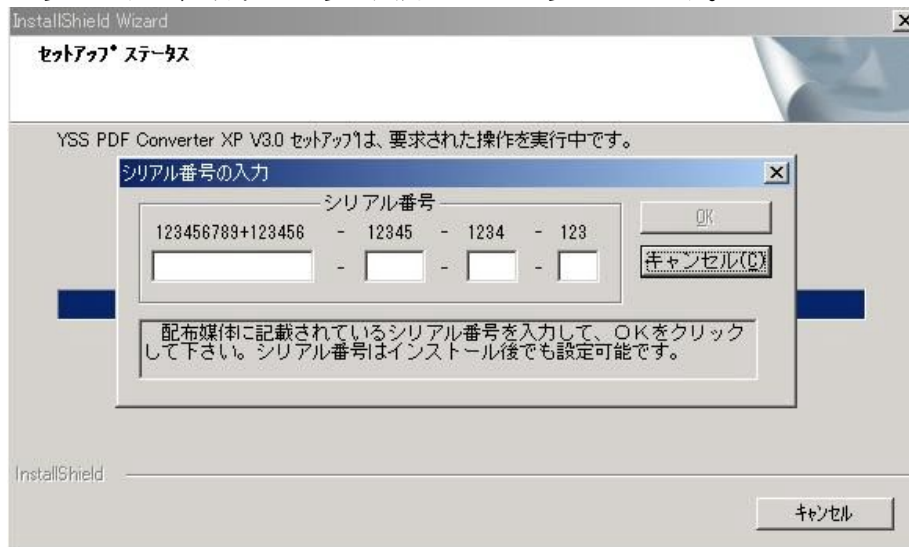 InstallShield Wizard
セットアップ ステータス
YSS PDF Converter XP V3.0 セットアップは、要求された操作を実行中です。
シリアル番号の入力
シリアル番号
123456789+123456 - 12345 - 1234 - 123
- - -
OK
キャンセル(C)
配布媒体に記載されているシリアル番号を入力して、OKをクリック
して下さい。シリアル番号はインストール後でも設定可能です。
InstallShield
キャンセル